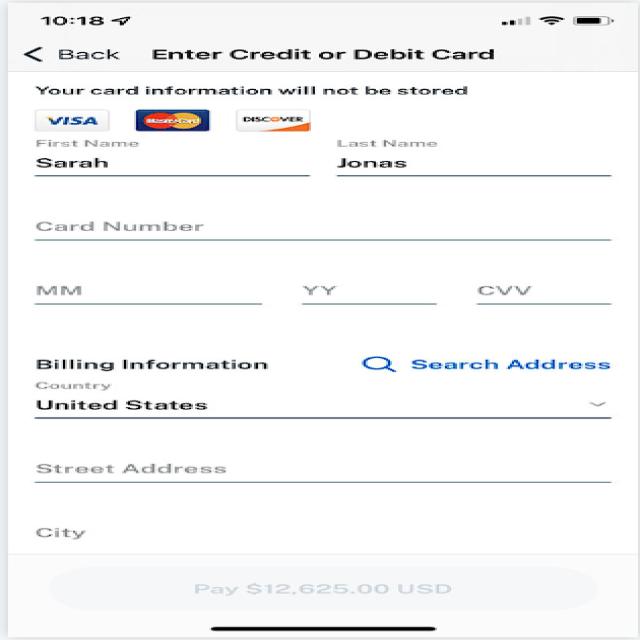 10:18
Back Enter Credit or Debit Card
Your card information will not be stored
VISA MasterCard DISCOVER
First Name Last Name
Sarah Jonas
Card Number
MM YY CVV
Billing Information Search Address
Country
United States
Street Address
City
Pay $12,625.00 USD